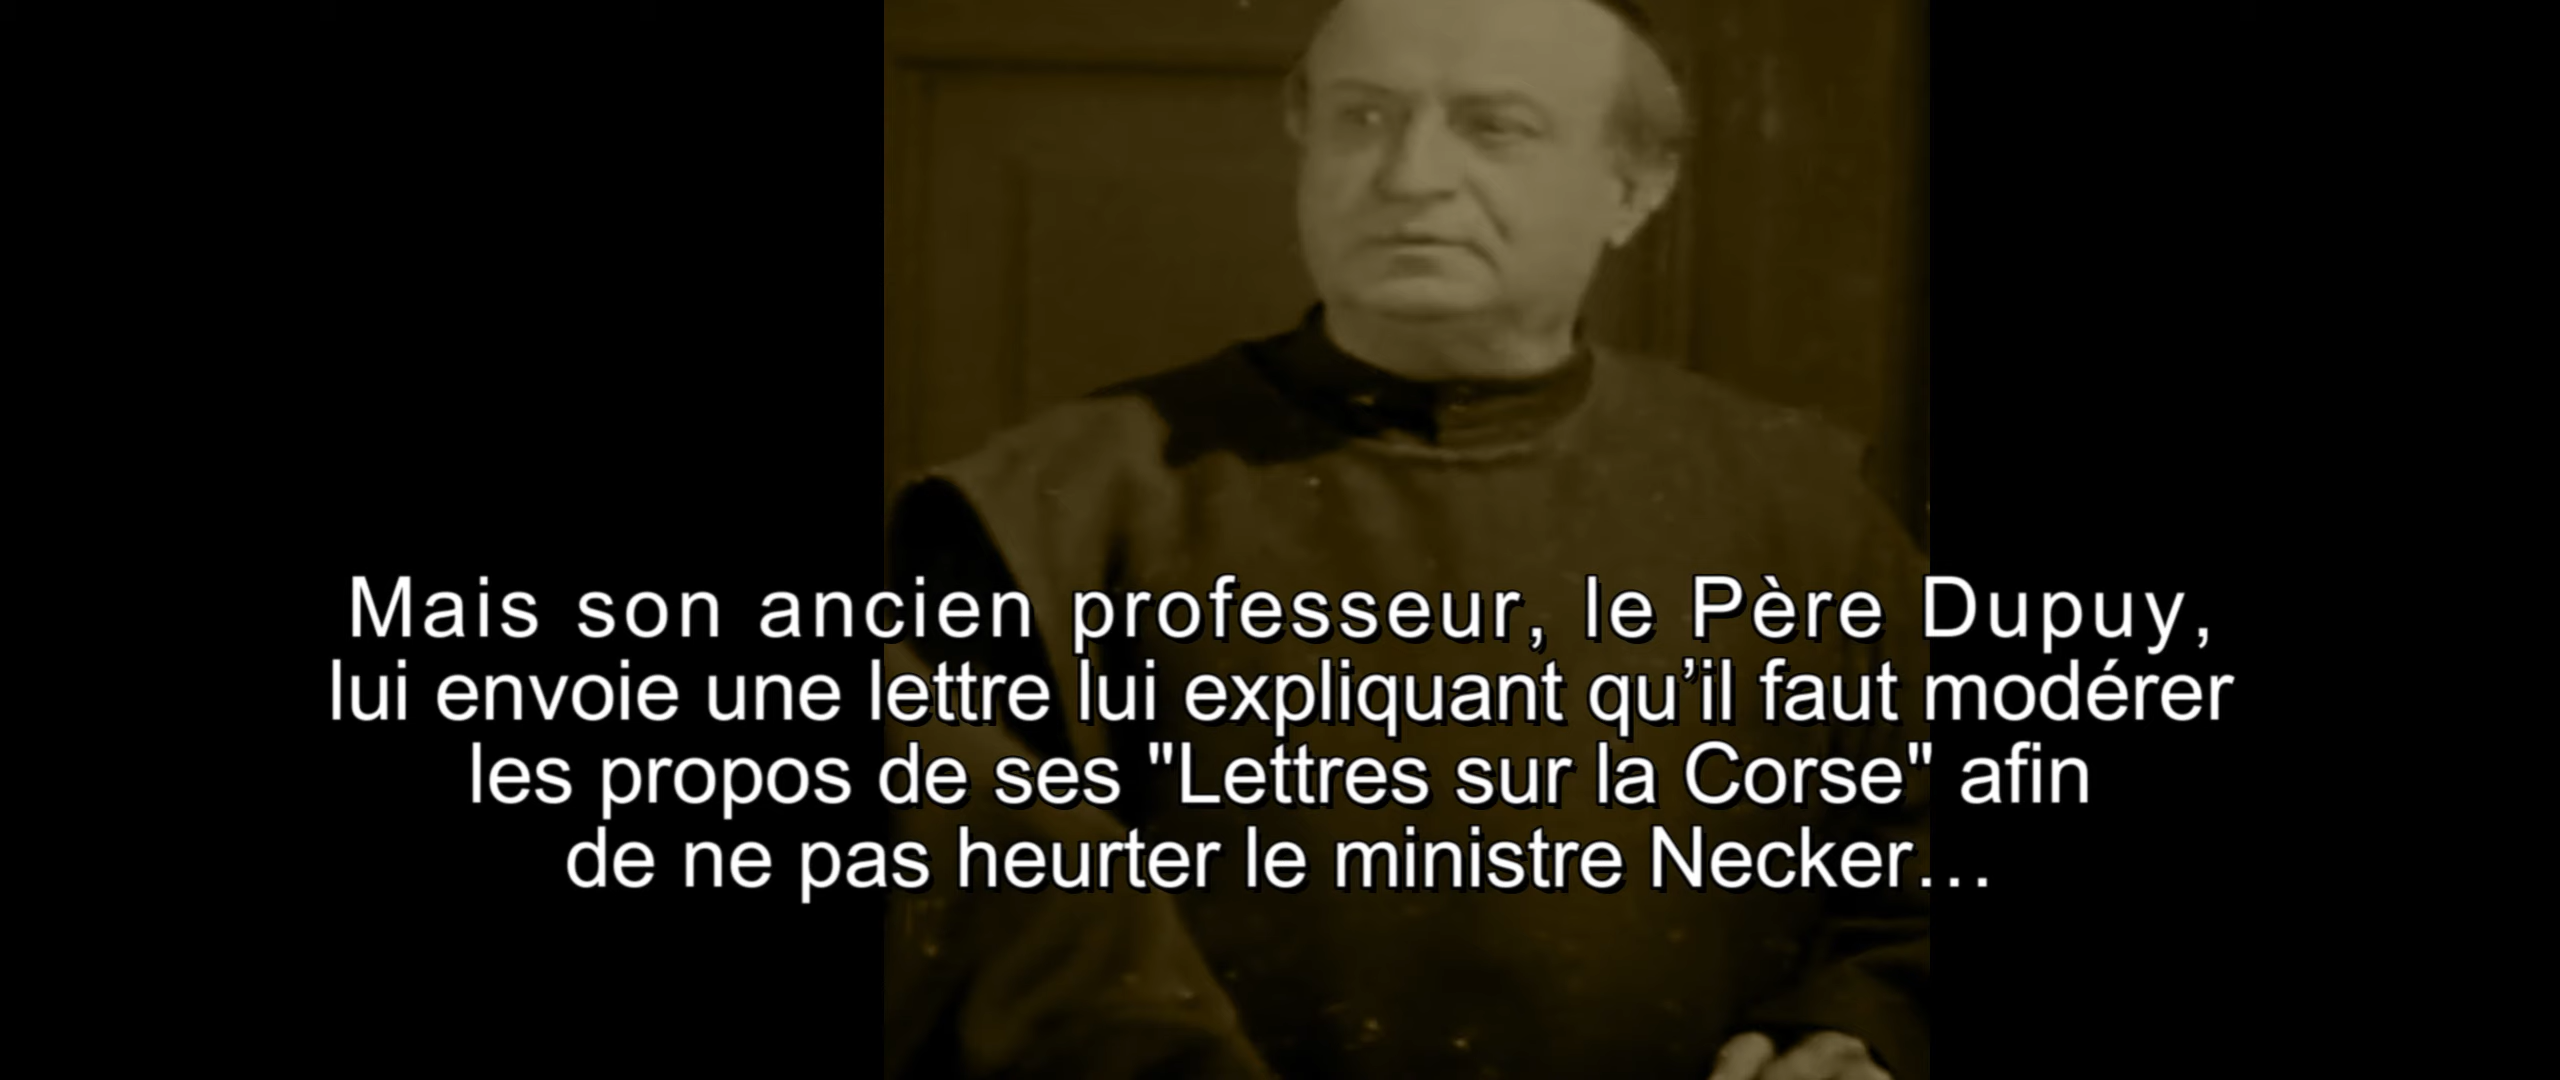 Mais son ancien professeur, le Père Dupuy,
lui envoie une lettre lui expliquant qu’il faut modérer
les propos de ses "Lettres sur la Corse" afin
de ne pas heurter le ministre Necker…